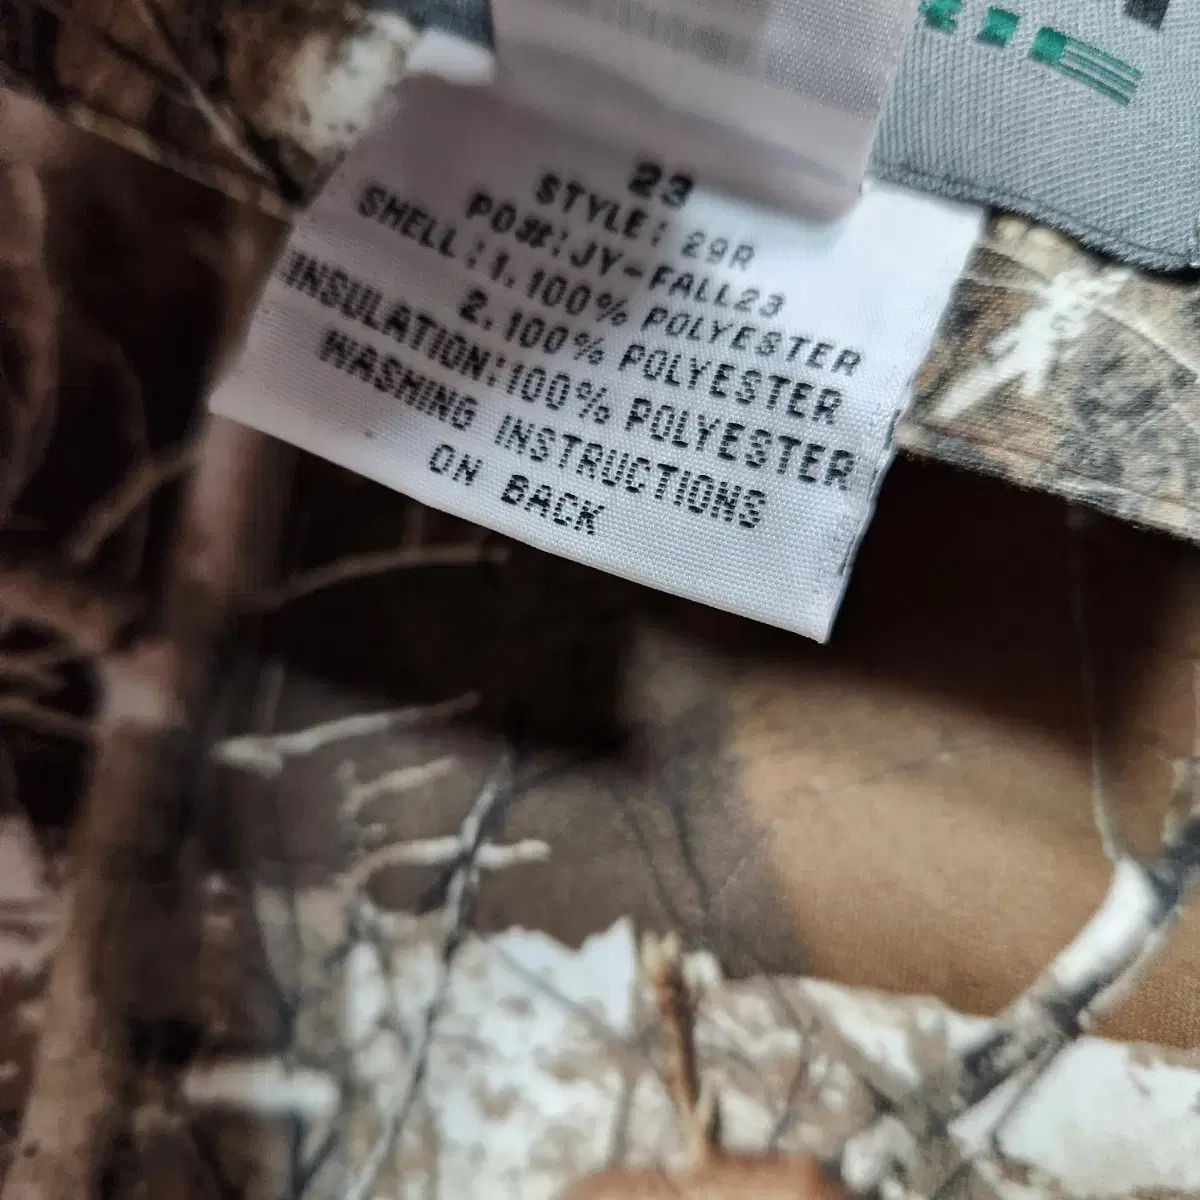 23
STYLE: 29R
PO#:JY-FALL23
SHELL:1.100% POLYESTER
2.100% POLYESTER
INSULATION:100% POLYESTER
WASHING INSTRUCTIONS
ON BACK